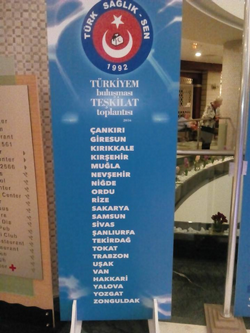 TÜRK SAĞLIK-SEN
1992
TÜRKİYEM
buluşması
TEŞKİLAT
toplantısı
ÇANKIRI
GİRESUN
KIRIKKALE
KIRŞEHİR
MUĞLA
NEVŞEHİR
NİĞDE
ORDU
RİZE
SAKARYA
SAMSUN
SİVAS
ŞANLIURFA
TEKİRDAĞ
TOKAT
TRABZON
UŞAK
VAN
HAKKARİ
YALOVA
YOZGAT
ZONGULDAK